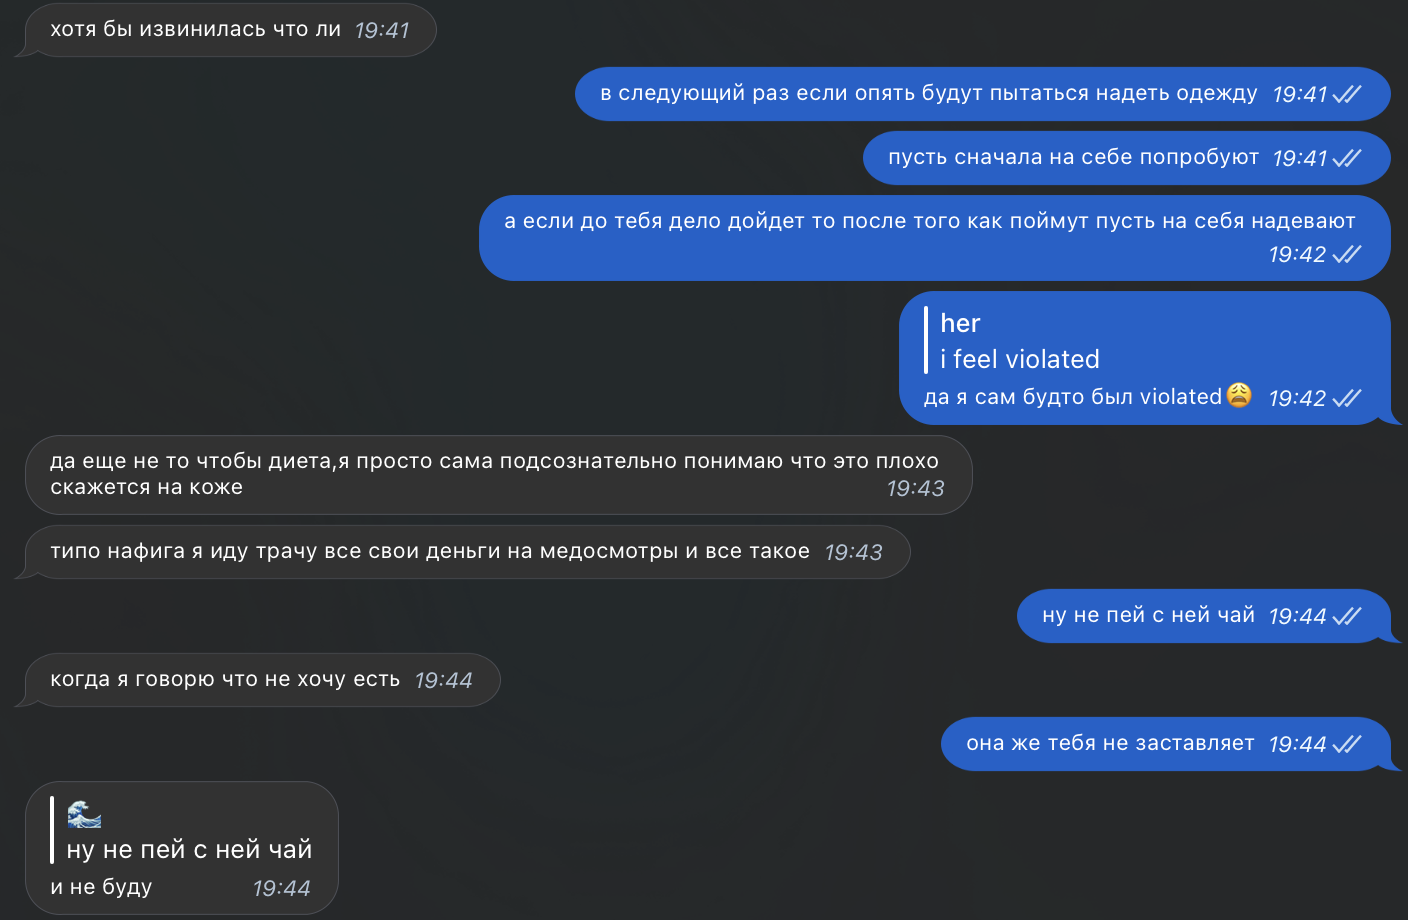 хотя бы извинилась что ли 19:41
в следующий раз если опять будут пытаться надеть одежду 19:41
пусть сначала на себе попробуют 19:41
а если до тебя дело дойдет то после того как поймут пусть на себя надевают
19:42
her
i feel violated
да я сам будто был violated😩 19:42
да еще не то чтобы диета,я просто сама подсознательно понимаю что это плохо
скажется на коже 19:43
типо нафига я иду трачу все свои деньги на медосмотры и все такое 19:43
ну не пей с ней чай 19:44
когда я говорю что не хочу есть 19:44
она же тебя не заставляет 19:44
🌊
ну не пей с ней чай
и не буду 19:44